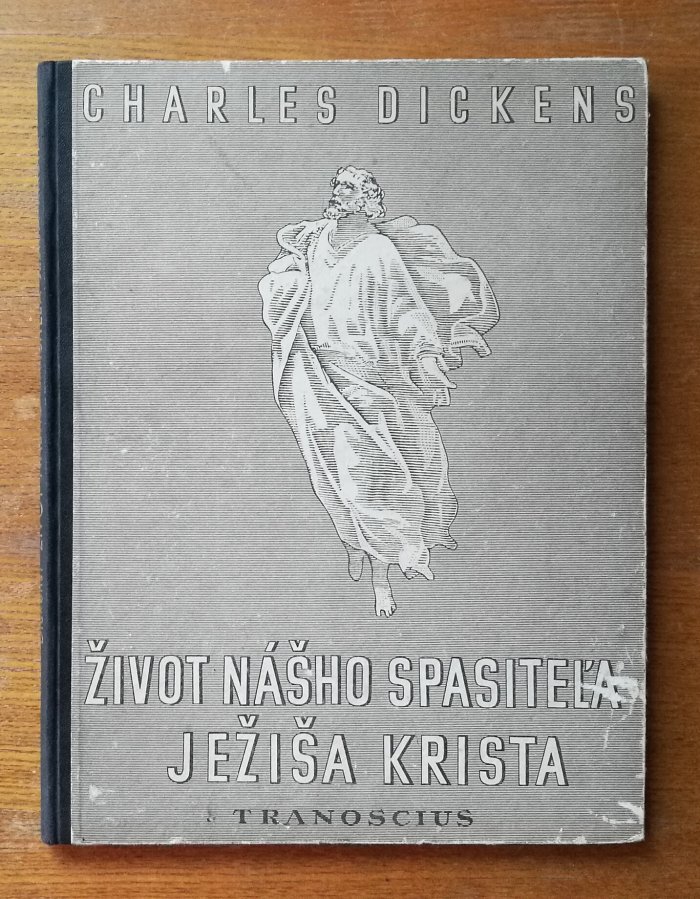 CHARLES DICKENS
ŽIVOT NÁŠHO SPASITEĽA
JEŽIŠA KRISTA
TRANOSCIUS